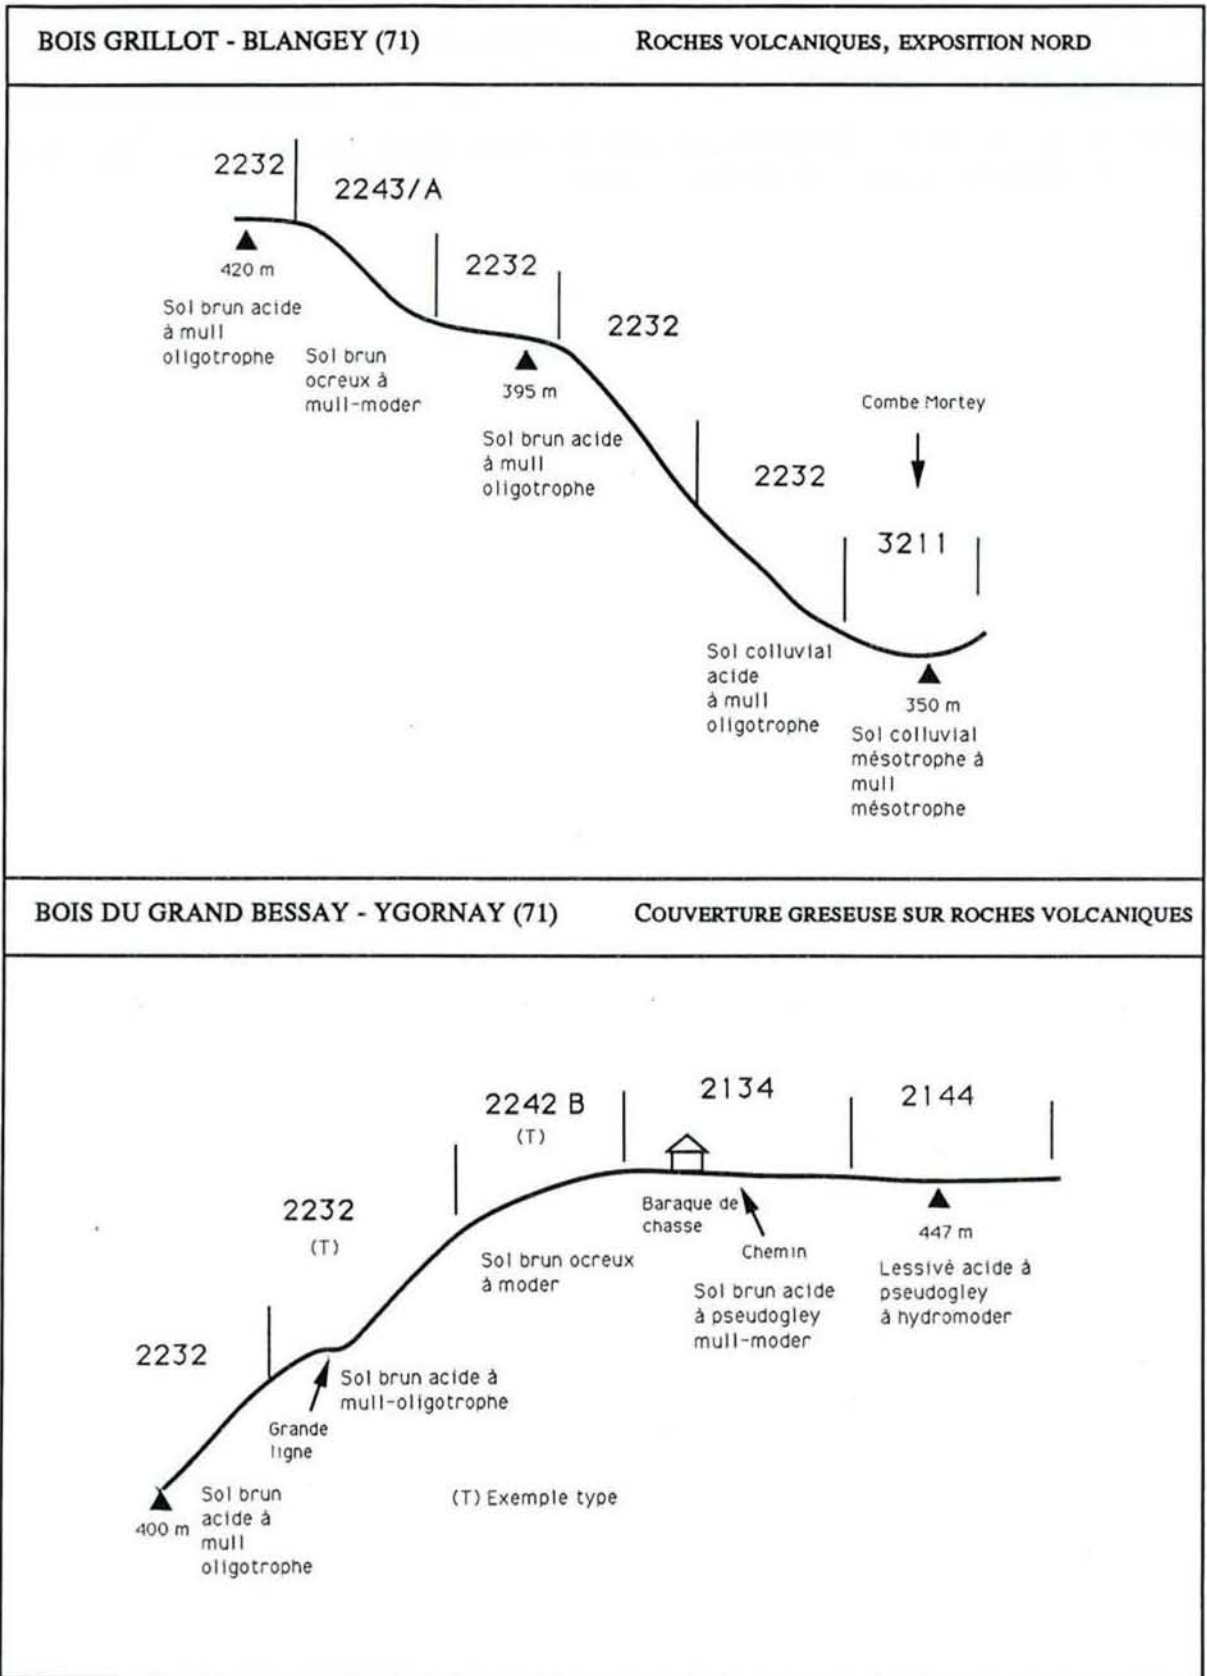 BOIS GRILLOT - BLANGEY (71)
ROCHES VOLCANIQUES, EXPOSITION NORD
2232
2243/A
2232
2232
2232
3211
Combe Mortey
420 m
Sol brun acide
à mull
oligotrophe
Sol brun
ocreux à
mull-moder
395 m
Sol brun acide
à mull
oligotrophe
Sol colluvial
acide
à mull
oligotrophe
350 m
Sol colluvial
mésotrophe à
mull
mésotrophe
BOIS DU GRAND BESSAY - YGORNAY (71)
COUVERTURE GRESEUSE SUR ROCHES VOLCANIQUES
2232
2232
(T)
2242 B
(T)
2134
2144
400 m
Sol brun
acide à
mull
oligotrophe
Grande
ligne
Sol brun acide à
mull-oligotrophe
Sol brun ocreux
à moder
Baraque de
chasse
Chemin
Sol brun acide
à pseudogley
mull-moder
447 m
Lessivé acide à
pseudogley
à hydromoder
(T) Exemple type